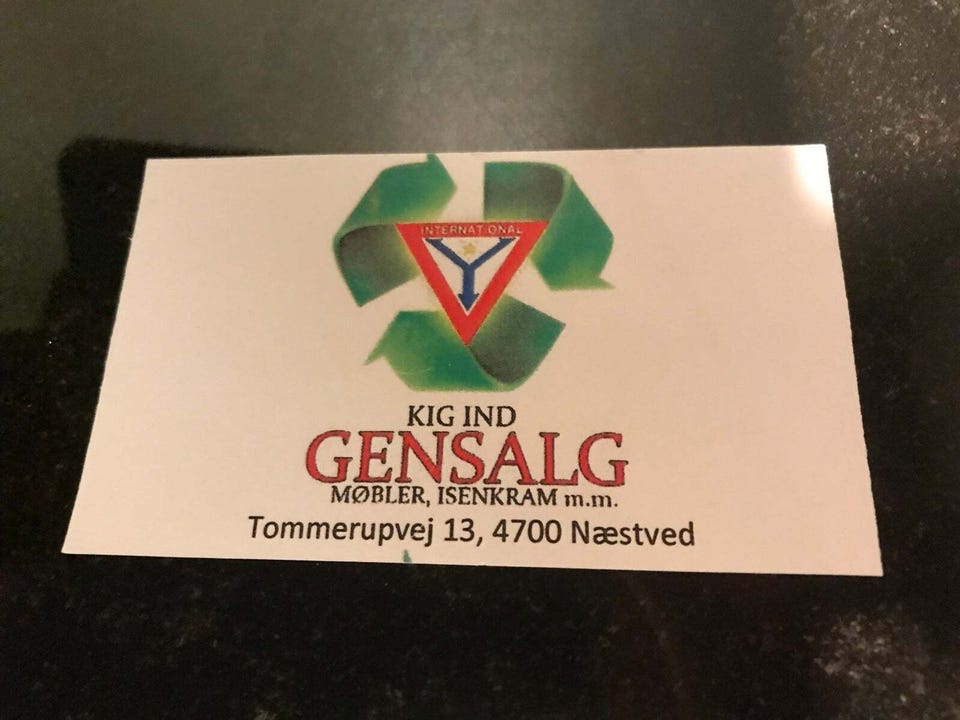 INTERNATIONAL
KIG IND
GENSALG
MØBLER, ISENKRAM m.m.
Tommerupvej 13, 4700 Næstved